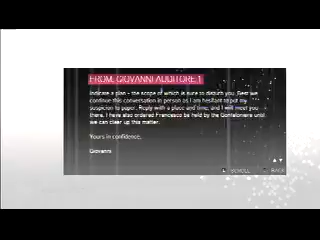 FROM: GIOVANNI AUDITORE 1
indicate a plan - the scope of which is sure to disturb you. Best we
continue this conversation in person as I am hesitant to put my
suspicion to paper. Reply with a place and time, and I will meet you
there. I have also ordered Francesco be held by the Gonfaloniere until
we can clear up this matter.
Yours in confidence,
Giovanni
SCROLL BACK